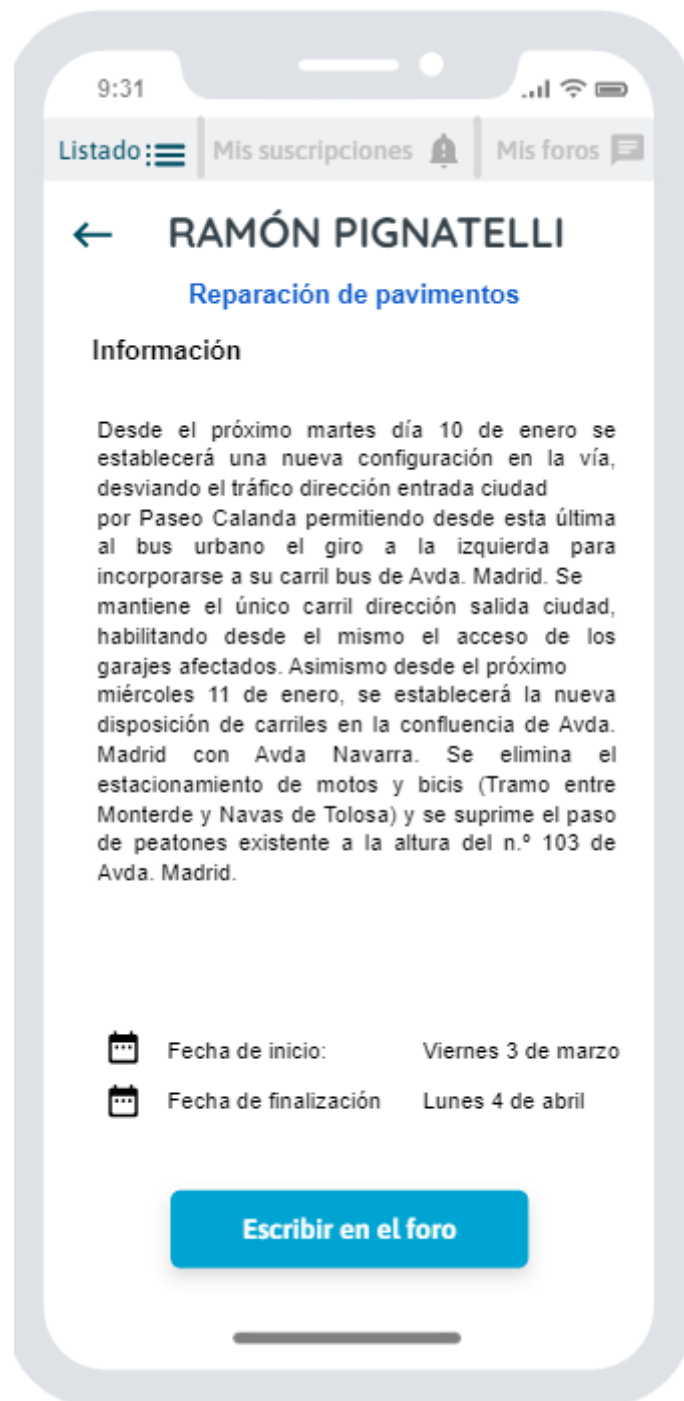 9:31
Listado Mis suscripciones Mis foros
RAMÓN PIGNATELLI
Reparación de pavimentos
Información
Desde el próximo martes día 10 de enero se
establecerá una nueva configuración en la vía,
desviando el tráfico dirección entrada ciudad
por Paseo Calanda permitiendo desde esta última
al bus urbano el giro a la izquierda para
incorporarse a su carril bus de Avda. Madrid. Se
mantiene el único carril dirección salida ciudad,
habilitando desde el mismo el acceso de los
garajes afectados. Asimismo desde el próximo
miércoles 11 de enero, se establecerá la nueva
disposición de carriles en la confluencia de Avda.
Madrid con Avda Navarra. Se elimina el
estacionamiento de motos y bicis (Tramo entre
Monterde y Navas de Tolosa) y se suprime el paso
de peatones existente a la altura del n.º 103 de
Avda. Madrid.
Fecha de inicio: Viernes 3 de marzo
Fecha de finalización Lunes 4 de abril
Escribir en el foro